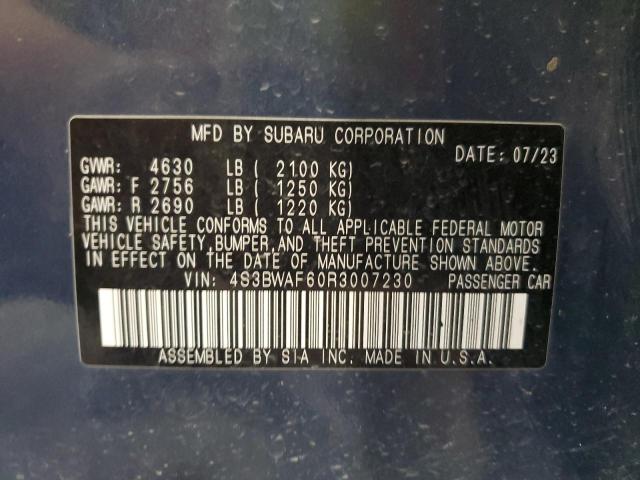 MFD BY SUBARU CORPORATION
DATE: 07/23
GVWR: 4630 LB ( 2100 KG)
GAWR: F 2756 LB ( 1250 KG)
GAWR: R 2690 LB ( 1220 KG)
THIS VEHICLE CONFORMS TO ALL APPLICABLE FEDERAL MOTOR
VEHICLE SAFETY, BUMPER, AND THEFT PREVENTION STANDARDS
IN EFFECT ON THE DATE OF MANUFACTURE SHOWN ABOVE.
VIN: 4S3BWAF60R3007230 PASSENGER CAR
ASSEMBLED BY SIA INC. MADE IN U.S.A.